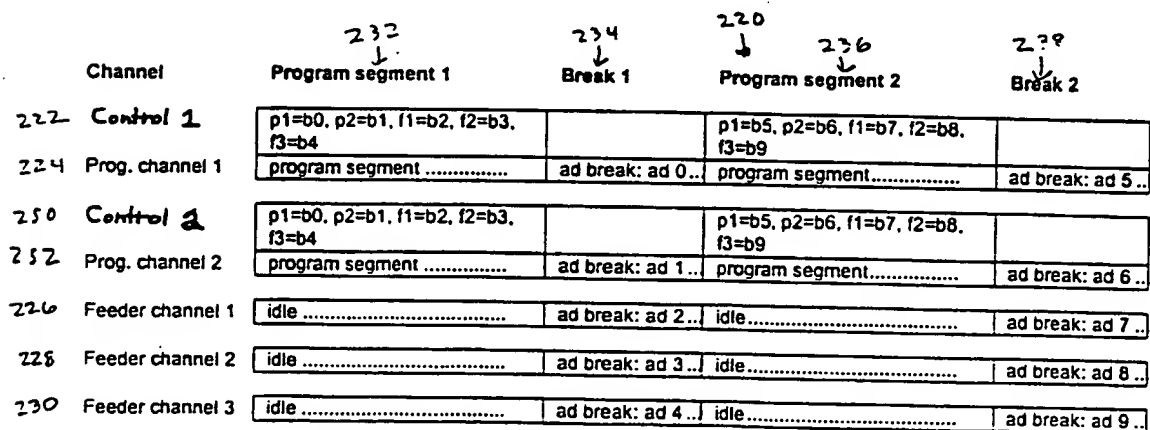 232 234 220 236
Channel Program segment 1 Break 1 Program segment 2 Break 2
222 Control 1 p1=b0, p2=b1, f1=b2, f2=b3, p1=b5, p2=b6, f1=b7, f2=b8,
f3=b4 f3=b9
224 Prog. channel 1 program segment ............... ad break: ad 0.. program segment................ ad break: ad 5 ..
250 Control 2 p1=b0, p2=b1, f1=b2, f2=b3, p1=b5, p2=b6, f1=b7, f2=b8,
f3=b4 f3=b9
252 Prog. channel 2 program segment ............... ad break: ad 1 .. program segment................ ad break: ad 6 ..
226 Feeder channel 1 idle .................................. ad break: ad 2.. idle................................... ad break: ad 7 ..
228 Feeder channel 2 idle .................................. ad break: ad 3.. idle................................... ad break: ad 8 ..
230 Feeder channel 3 idle .................................. ad break: ad 4 .. idle................................... ad break: ad 9 ..